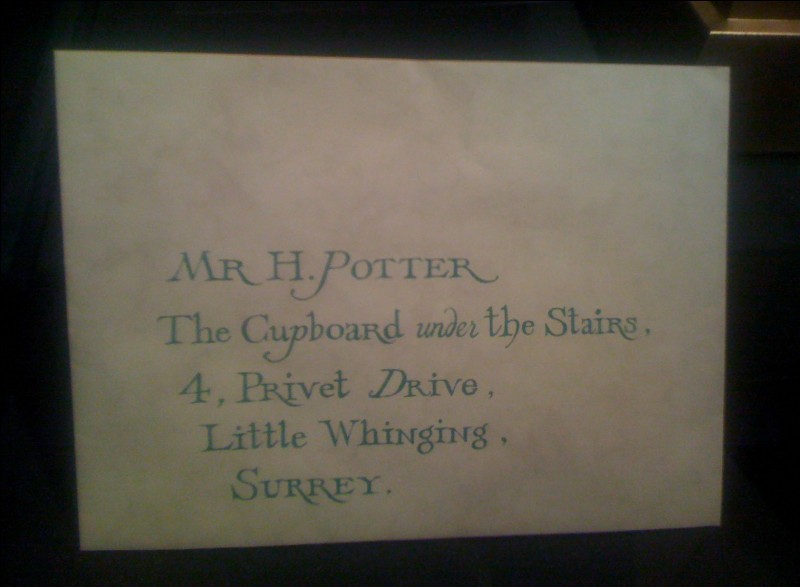 Mr H. Potter
The Cupboard under the Stairs,
4, Privet Drive,
Little Whinging,
Surrey.